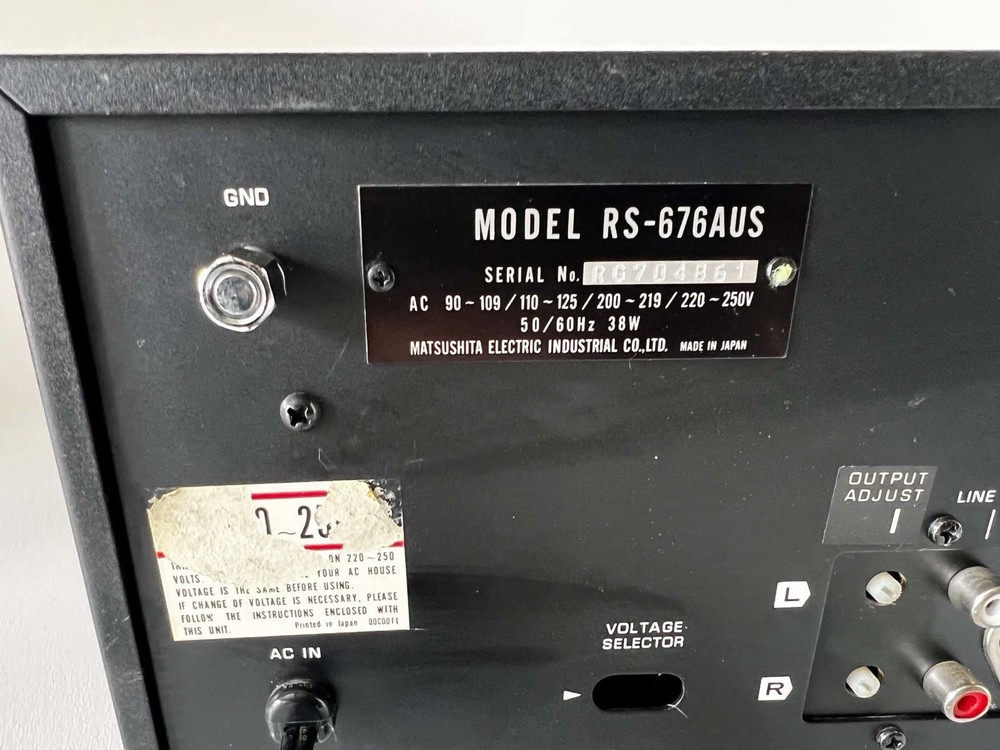 GND
MODEL RS-676AUS
SERIAL No. RG704B61
AC 90~109/110~125/200~219/220~250V
50/60Hz 38W
MATSUSHITA ELECTRIC INDUSTRIAL CO.,LTD. MADE IN JAPAN
ON 220~250
VOLTS. YOUR AC HOUSE
VOLTAGE IS THE SAME BEFORE USING.
IF CHANGE OF VOLTAGE IS NECESSARY, PLEASE
FOLLOW THE INSTRUCTIONS ENCLOSED WITH
THIS UNIT. Printed in Japan 00C0011
AC IN
VOLTAGE
SELECTOR
OUTPUT
ADJUST
LINE
L
R